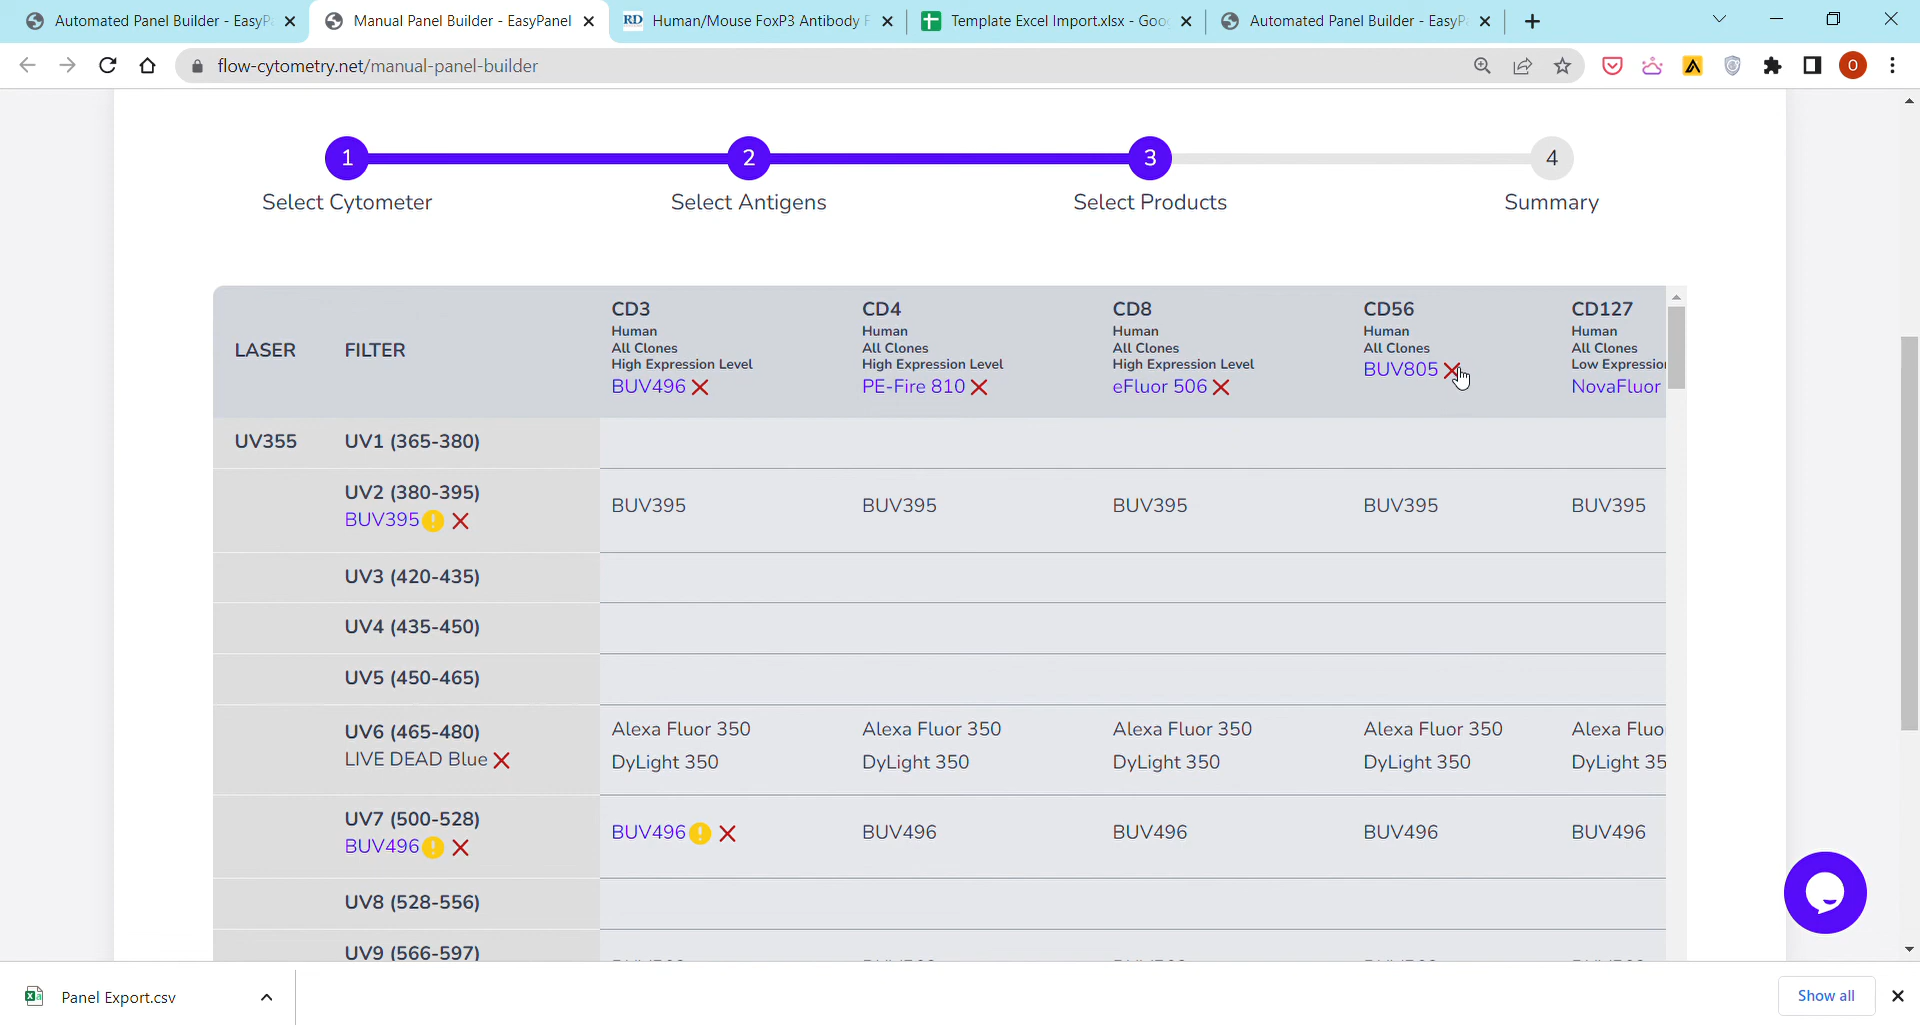 Automated Panel Builder - EasyP
Manual Panel Builder - EasyPanel
RD Human/Mouse FoxP3 Antibody F
Template Excel Import.xlsx - Goo
Automated Panel Builder - EasyP
flow-cytometry.net/manual-panel-builder
O
1 2 3 4
Select Cytometer Select Antigens Select Products Summary
LASER FILTER
CD3
Human
All Clones
High Expression Level
BUV496
CD4
Human
All Clones
High Expression Level
PE-Fire 810
CD8
Human
All Clones
High Expression Level
eFluor 506
CD56
Human
All Clones
BUV805
CD127
Human
All Clones
Low Expression
NovaFluor
UV355 UV1 (365-380)
UV2 (380-395)
BUV395 !
BUV395 BUV395 BUV395 BUV395 BUV395
UV3 (420-435)
UV4 (435-450)
UV5 (450-465)
UV6 (465-480)
LIVE DEAD Blue
Alexa Fluor 350 Alexa Fluor 350 Alexa Fluor 350 Alexa Fluor 350 Alexa Fluo
DyLight 350 DyLight 350 DyLight 350 DyLight 350 DyLight 35
UV7 (500-528)
BUV496 !
BUV496 ! BUV496 BUV496 BUV496 BUV496
UV8 (528-556)
UV9 (566-597)
Panel Export.csv
Show all